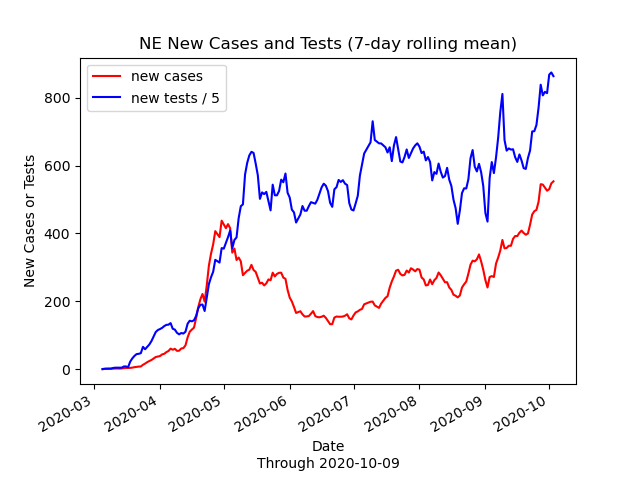 NE New Cases and Tests (7-day rolling mean)
new cases
new tests / 5
New Cases or Tests
800
600
400
200
0
2020-03
2020-04
2020-05
2020-06
2020-07
2020-08
2020-09
2020-10
Date
Through 2020-10-09